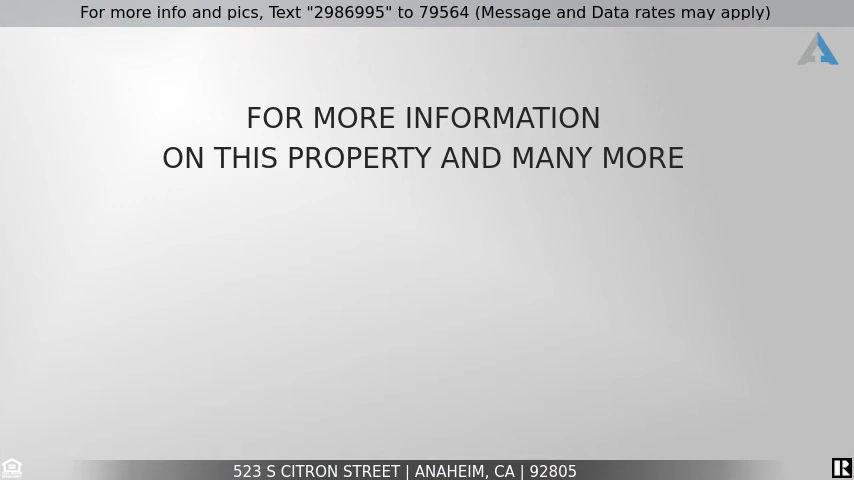 For more info and pics, Text "2986995" to 79564 (Message and Data rates may apply)
FOR MORE INFORMATION
ON THIS PROPERTY AND MANY MORE
523 S CITRON STREET | ANAHEIM, CA | 92805